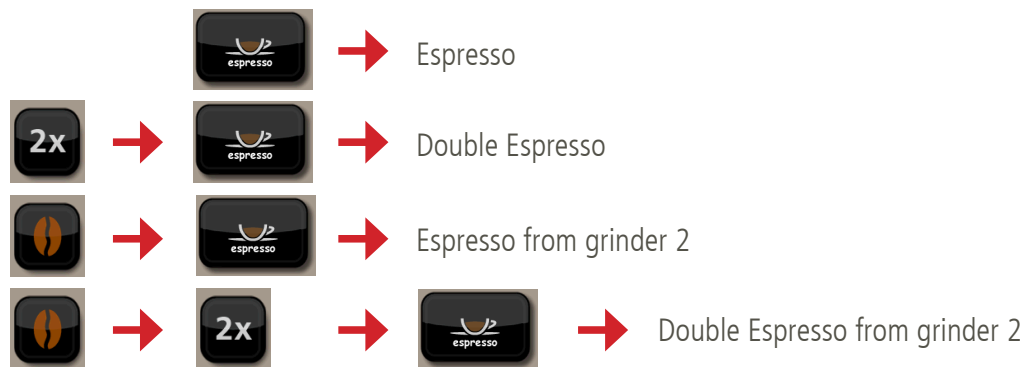 espresso Espresso
2x espresso Double Espresso
espresso Espresso from grinder 2
2x espresso Double Espresso from grinder 2